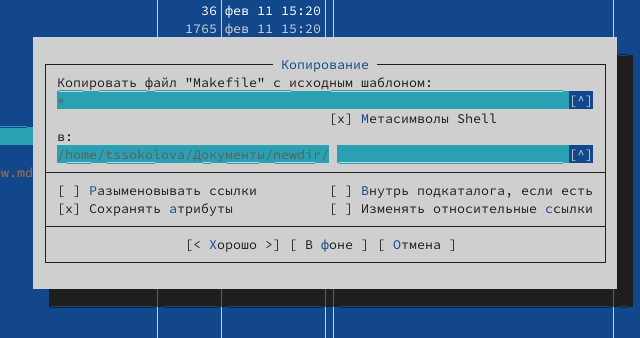 36 фев 11 15:20
1765 фев 11 15:20
Копирование
Копировать файл "Makefile" с исходным шаблоном:
* [^]
[x] Метасимволы Shell
в:
/home/tssokolova/Документы/newdir/ [^]
w.md
[ ] Разыменовывать ссылки [ ] Внутрь подкаталога, если есть
[x] Сохранять атрибуты [ ] Изменять относительные ссылки
[< Хорошо >] [ В фоне ] [ Отмена ]